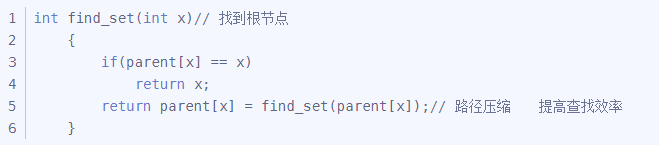 1 int find_set(int x)// 找到根节点
2     {
3         if(parent[x] == x)
4             return x;
5         return parent[x] = find_set(parent[x]);// 路径压缩    提高查找效率
6     }